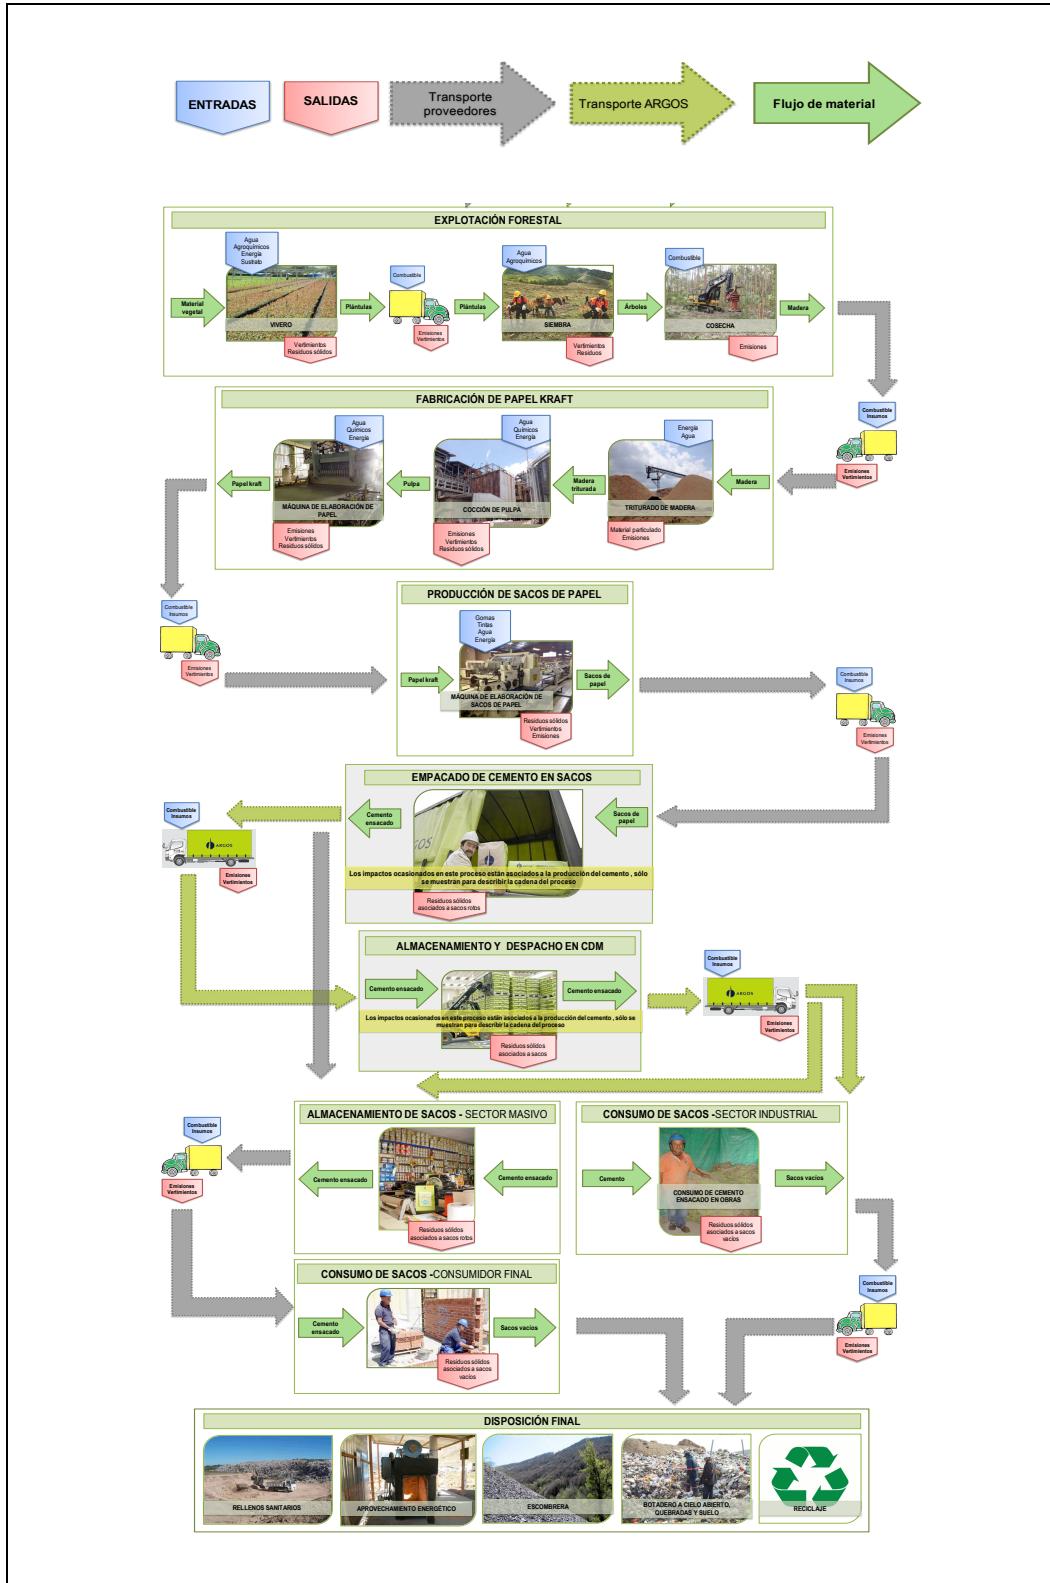 ENTRADAS
SALIDAS
Transporte
proveedores
Transporte ARGOS
Flujo de material
EXPLOTACIÓN FORESTAL
Agua
Agroquímicos
Energía
Sustrato
Material
vegetal
VIVERO
Vertimientos
Residuos sólidos
Plántulas
Combustible
Emisiones
Vertimientos
Plántulas
Agua
Agroquímicos
SIEMBRA
Vertimientos
Residuos
Árboles
Combustible
COSECHA
Emisiones
Madera
Combustible
Insumos
Emisiones
Vertimientos
FABRICACIÓN DE PAPEL KRAFT
Agua
Químicos
Energía
Papel kraft
MÁQUINA DE ELABORACIÓN DE
PAPEL
Emisiones
Vertimientos
Residuos sólidos
Pulpa
Agua
Químicos
Energía
COCCIÓN DE PULPA
Emisiones
Vertimientos
Residuos sólidos
Madera
triturada
Energía
Agua
TRITURADO DE MADERA
Material particulado
Emisiones
Madera
Combustible
Insumos
Emisiones
Vertimientos
PRODUCCIÓN DE SACOS DE PAPEL
Gomas
Tintas
Agua
Energía
Papel kraft
MÁQUINA DE ELABORACIÓN DE
SACOS DE PAPEL
Residuos sólidos
Vertimientos
Emisiones
Sacos de
papel
Combustible
Insumos
Emisiones
Vertimientos
EMPACADO DE CEMENTO EN SACOS
Cemento
ensacado
Sacos de
papel
Los impactos ocasionados en este proceso están asociados a la producción del cemento , sólo
se muestran para describir la cadena del proceso
Residuos sólidos
asociados a sacos rotos
Combustible
Insumos
ARGOS
Emisiones
Vertimientos
ALMACENAMIENTO Y DESPACHO EN CDM
Cemento ensacado
Cemento ensacado
Los impactos ocasionados en este proceso están asociados a la producción del cemento , sólo se
muestran para describir la cadena del proceso
Residuos sólidos
asociados a sacos
Combustible
Insumos
ARGOS
Emisiones
Vertimientos
ALMACENAMIENTO DE SACOS - SECTOR MASIVO
Cemento ensacado
Cemento ensacado
Residuos sólidos
asociados a sacos rotos
Combustible
Insumos
Emisiones
Vertimientos
CONSUMO DE SACOS -SECTOR INDUSTRIAL
Cemento
CONSUMO DE CEMENTO
ENSACADO EN OBRAS
Sacos vacíos
Residuos sólidos
asociados a sacos
vacíos
CONSUMO DE SACOS -CONSUMIDOR FINAL
Cemento
ensacado
Sacos vacíos
Residuos sólidos
asociados a sacos
vacíos
Combustible
Insumos
Emisiones
Vertimientos
DISPOSICIÓN FINAL
RELLENOS SANITARIOS
APROVECHAMIENTO ENERGÉTICO
ESCOMBRERA
BOTADERO A CIELO ABIERTO,
QUEBRADAS Y SUELO
RECICLAJE